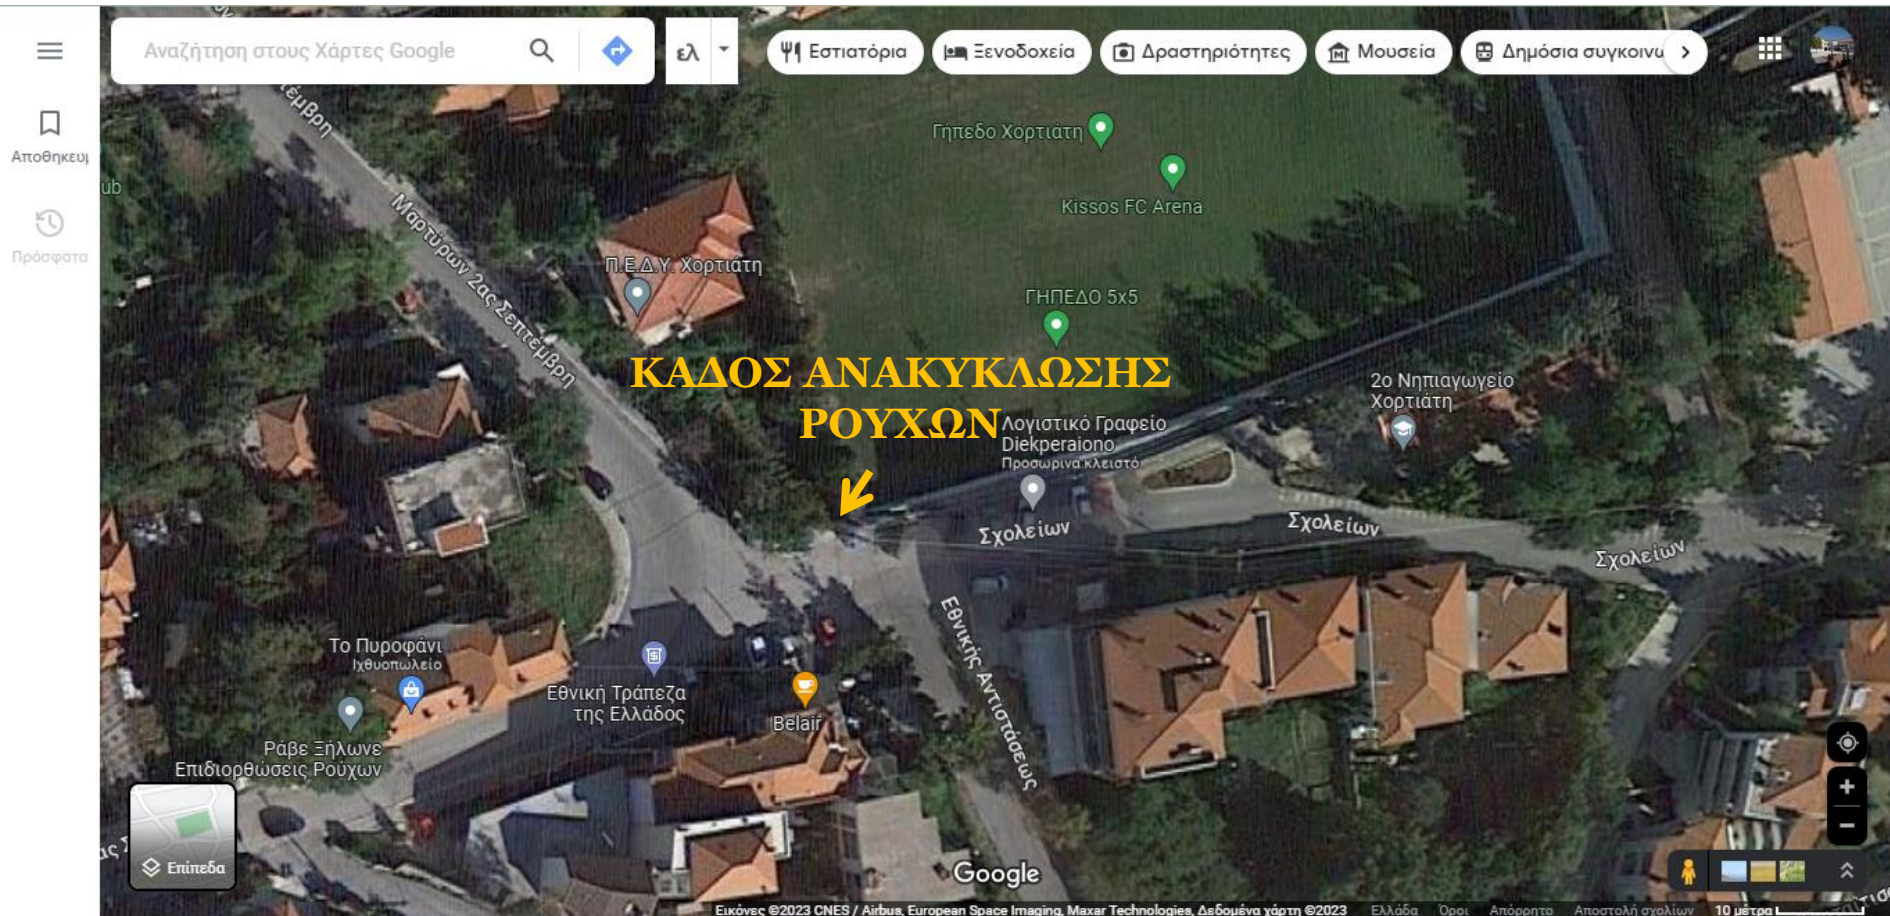 Αναζήτηση στους Χάρτες Google
ελ
Εστιατόρια
Ξενοδοχεία
Δραστηριότητες
Μουσεία
Δημόσια συγκοινω
Αποθηκευμ
Πρόσφατα
τέμβρη
ub
Γήπεδο Χορτιάτη
Kissos FC Arena
Μαρτύρων 2ας Σεπτέμβρη
Π.Ε.Δ.Υ. Χορτιάτη
ΓΗΠΕΔΟ 5x5
ΚΑΔΟΣ ΑΝΑΚΥΚΛΩΣΗΣ
ΡΟΥΧΩΝ
2ο Νηπιαγωγείο
Χορτιάτη
Λογιστικό Γραφείο
Diekperaiono
Προσωρινά κλειστό
Σχολείων
Σχολείων
Σχολείων
Εθνικής Αντιστάσεως
Το Πυροφάνι
Ιχθυοπωλείο
Εθνική Τράπεζα
της Ελλάδος
Belair
Ράβε Ξήλωνε
Επιδιορθώσεις Ρούχων
Επίπεδα
Google
Εικόνες ©2023 CNES / Airbus, European Space Imaging, Maxar Technologies, Δεδομένα χάρτη ©2023 Ελλάδα Όροι Απόρρητο Αποστολή σχολίων 10 μέτρα